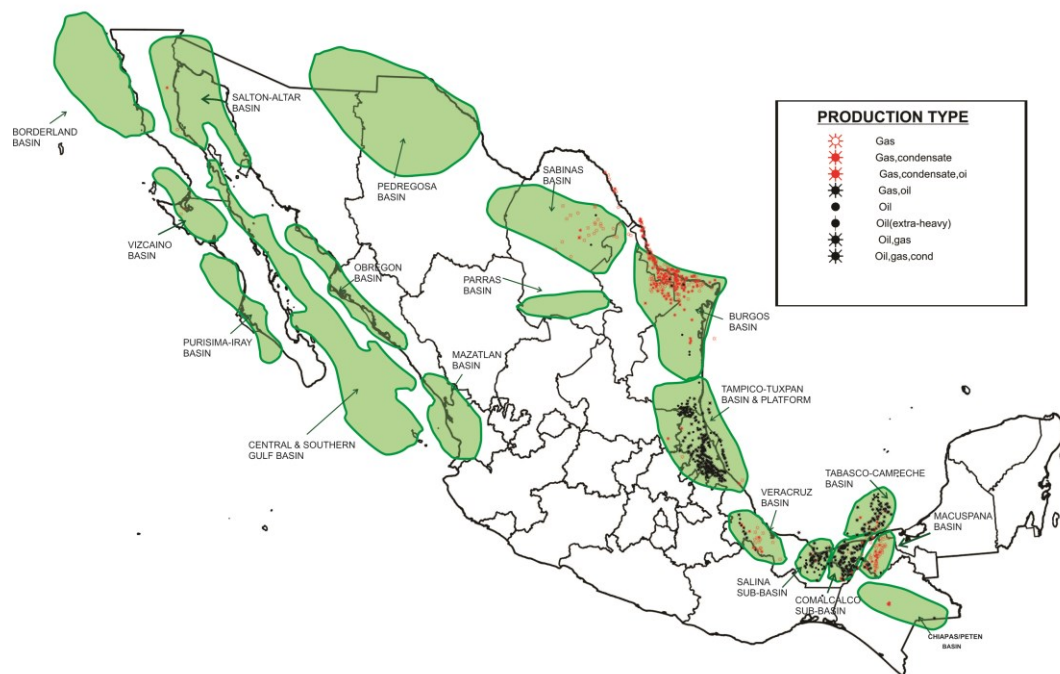 PRODUCTION TYPE
Gas
Gas,condensate
Gas,condensate,oi
Gas,oil
Oil
Oil(extra-heavy)
Oil,gas
Oil,gas,cond
SALTON-ALTAR
BASIN
BORDERLAND
BASIN
PEDREGOSA
BASIN
SABINAS
BASIN
VIZCAINO
BASIN
OBREGON
BASIN
PARRAS
BASIN
BURGOS
BASIN
PURISIMA-IRAY
BASIN
MAZATLAN
BASIN
TAMPICO-TUXPAN
BASIN & PLATFORM
CENTRAL & SOUTHERN
GULF BASIN
TABASCO-CAMPECHE
BASIN
VERACRUZ
BASIN
MACUSPANA
BASIN
SALINA
SUB-BASIN
COMALCALCO
SUB-BASIN
CHIAPAS/PETEN
BASIN